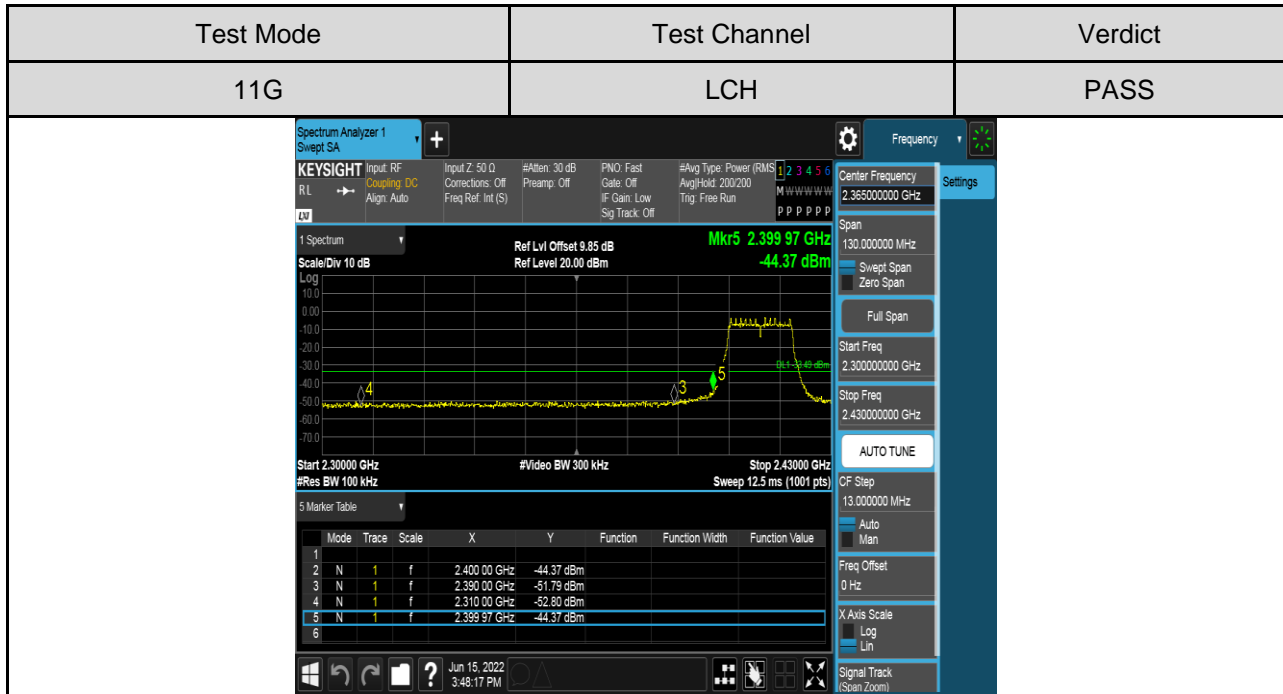 Test Mode Test Channel Verdict
11G LCH PASS
Spectrum Analyzer 1
Swept SA
+
Frequency
KEYSIGHT
RL
LXI
Input: RF
Coupling: DC
Align: Auto
Input Z: 50 Ω
Corrections: Off
Freq Ref: Int (S)
#Atten: 30 dB
Preamp: Off
PNO: Fast
Gate: Off
IF Gain: Low
Sig Track: Off
#Avg Type: Power (RMS
Avg|Hold: 200/200
Trig: Free Run
1 2 3 4 5 6
M W W W W W
P P P P P P
1 Spectrum
Scale/Div 10 dB
Ref Lvl Offset 9.85 dB
Ref Level 20.00 dBm
Mkr5 2.399 97 GHz
-44.37 dBm
Log
10.0
0.00
-10.0
-20.0
-30.0
-40.0
-50.0
-60.0
-70.0
DL1 -33.49 dBm
4
3
5
Start 2.30000 GHz
#Res BW 100 kHz
#Video BW 300 kHz
Stop 2.43000 GHz
Sweep 12.5 ms (1001 pts)
5 Marker Table
Mode Trace Scale X Y Function Function Width Function Value
1
2 N 1 f 2.400 00 GHz -44.37 dBm
3 N 1 f 2.390 00 GHz -51.79 dBm
4 N 1 f 2.310 00 GHz -52.80 dBm
5 N 1 f 2.399 97 GHz -44.37 dBm
6
?
Jun 15, 2022
3:48:17 PM
Center Frequency
2.365000000 GHz
Settings
Span
130.000000 MHz
Swept Span
Zero Span
Full Span
Start Freq
2.300000000 GHz
Stop Freq
2.430000000 GHz
AUTO TUNE
CF Step
13.000000 MHz
Auto
Man
Freq Offset
0 Hz
X Axis Scale
Log
Lin
Signal Track
(Span Zoom)